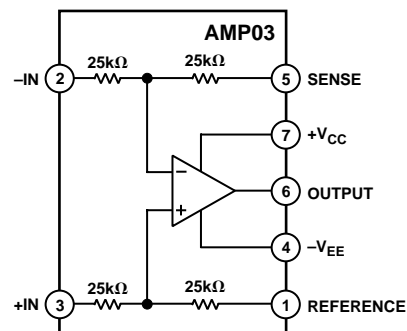 AMP03
25kΩ
25kΩ
–IN
2
5
SENSE
7
+VCC
–
+
6
OUTPUT
4
–VEE
25kΩ
25kΩ
+IN
3
1
REFERENCE